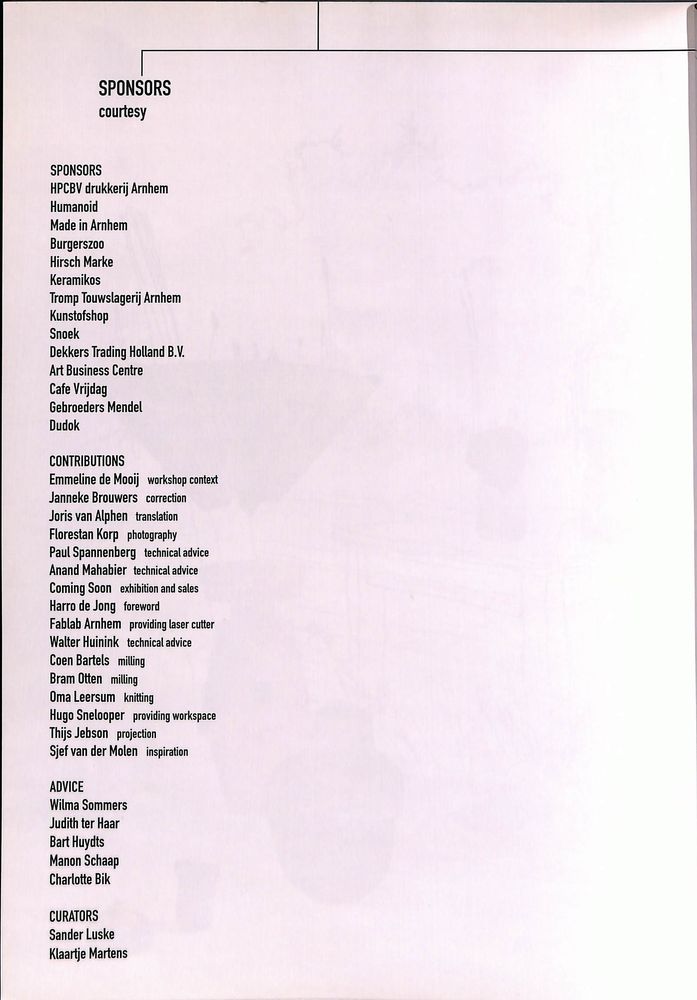 SPONSORS
courtesy
SPONSORS
HPCBV drukkerij Arnhem
Humanoid
Made in Arnhem
Burgerszoo
Hirsch Marke
Keramikos
Tromp Touwslagerij Arnhem
Kunstofshop
Snoek
Dekkers Trading Holland B.V.
Art Business Centre
Cafe Vrijdag
Gebroeders Mendel
Dudok
CONTRIBUTIONS
Emmeline de Mooij workshop context
Janneke Brouwers correction
Joris van Alphen translation
Florestan Korp photography
Paul Spannenberg technical advice
Anand Mahabier technical advice
Coming Soon exhibition and sales
Harro de Jong foreword
Fablab Arnhem providing laser cutter
Walter Huinink technical advice
Coen Bartels milling
Bram Otten milling
Oma Leersum knitting
Hugo Snelooper providing workspace
Thijs Jebson projection
Sjef van der Molen inspiration
ADVICE
Wilma Sommers
Judith ter Haar
Bart Huydts
Manon Schaap
Charlotte Bik
CURATORS
Sander Luske
Klaartje Martens